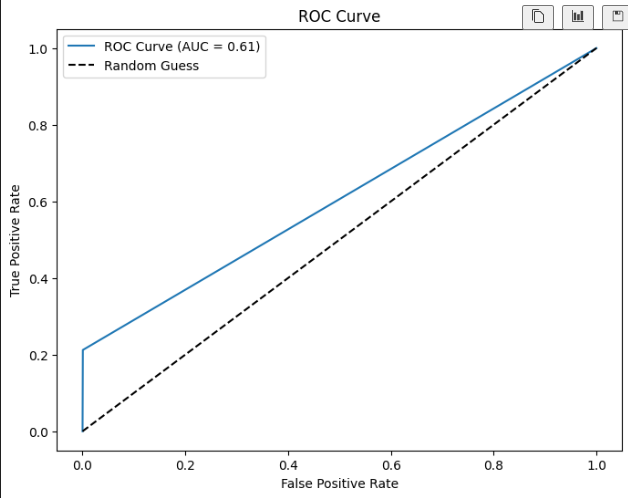 ROC Curve
ROC Curve (AUC = 0.61)
Random Guess
True Positive Rate
1.0
0.8
0.6
0.4
0.2
0.0
0.0 0.2 0.4 0.6 0.8 1.0
False Positive Rate